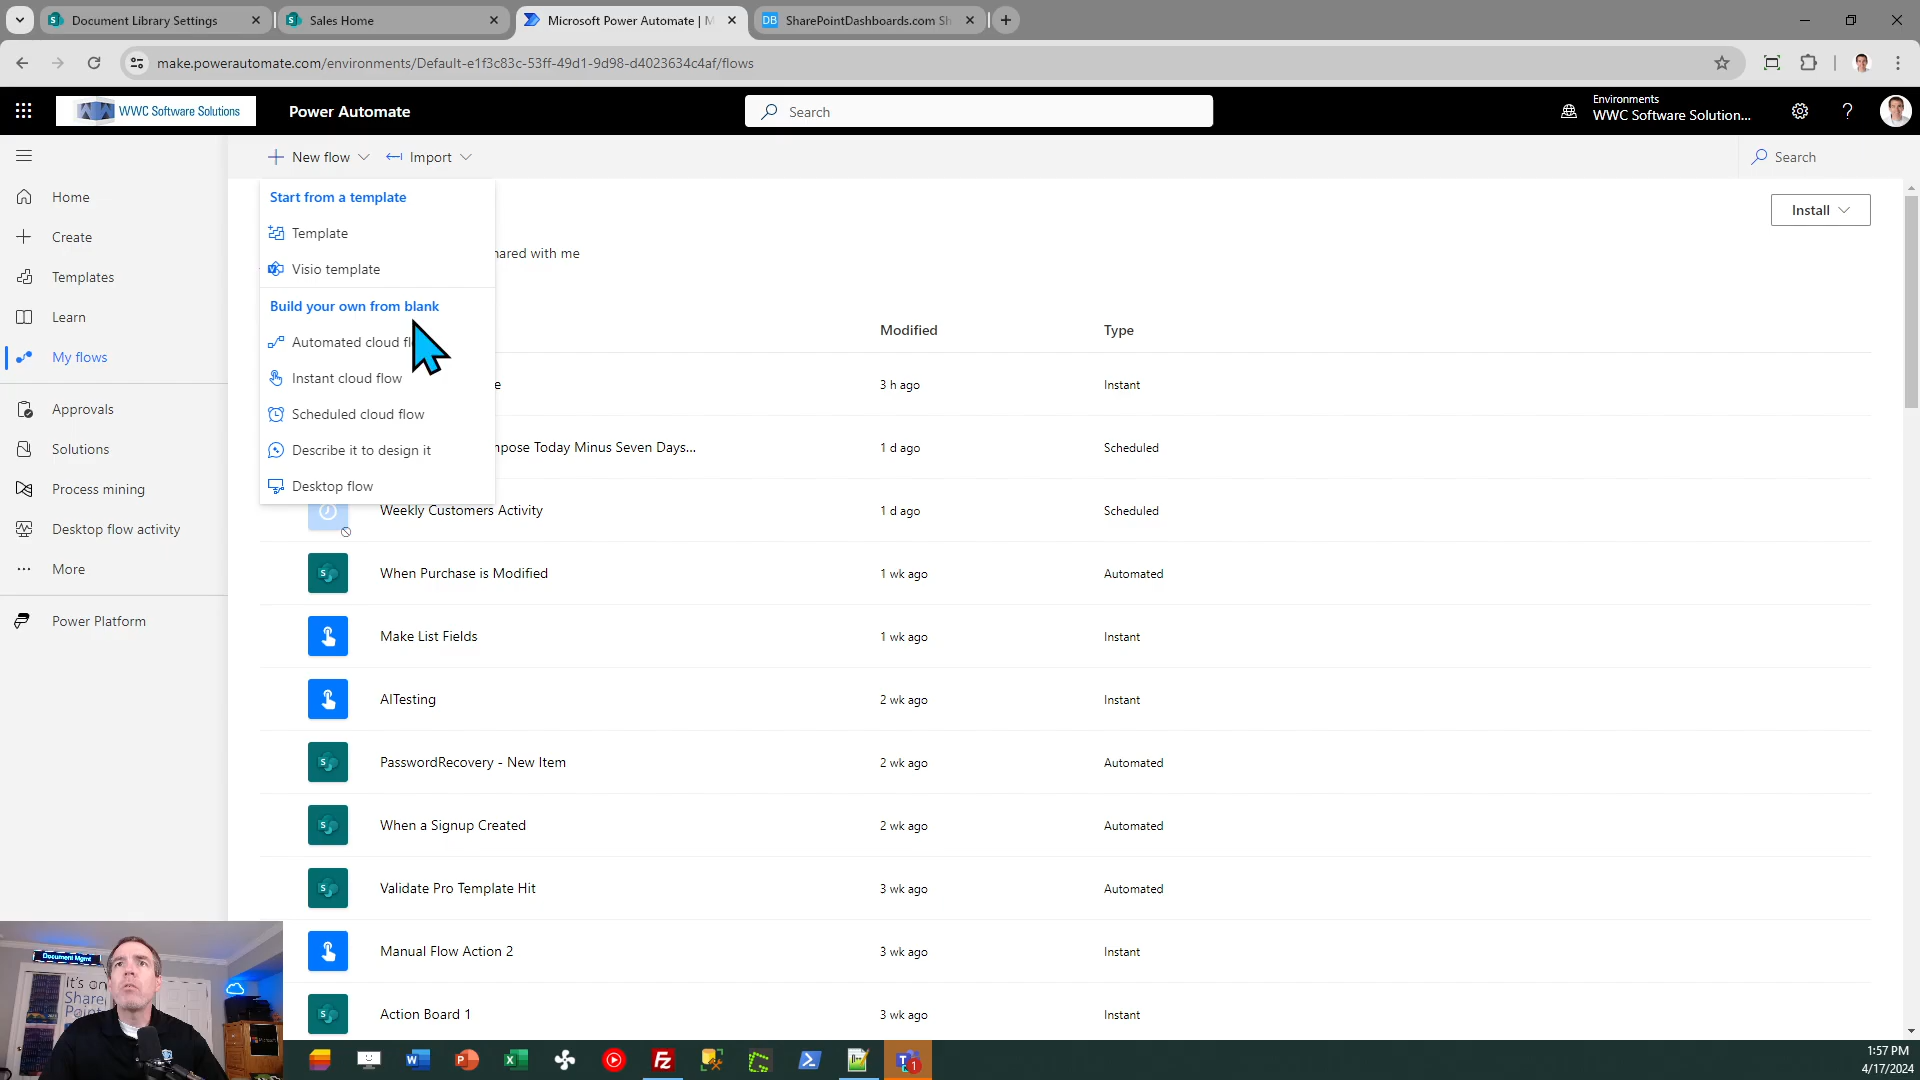 Document Library Settings
Sales Home
Microsoft Power Automate | M
DB
SharePointDashboards.com Sh
make.powerautomate.com/environments/Default-e1f3c83c-53ff-49d1-9d98-d4023634c4af/flows
WWC Software Solutions
Power Automate
Search
Environments
WWC Software Solution...
New flow
Import
Search
Home
Create
Templates
Learn
My flows
Approvals
Solutions
Process mining
Desktop flow activity
More
Power Platform
Start from a template
Template
Visio template
Build your own from blank
Automated cloud fl
Instant cloud flow
Scheduled cloud flow
Describe it to design it
Desktop flow
Install
hared with me
Modified
Type
e
3 h ago
Instant
npose Today Minus Seven Days...
1 d ago
Scheduled
Weekly Customers Activity
1 d ago
Scheduled
When Purchase is Modified
1 wk ago
Automated
Make List Fields
1 wk ago
Instant
AITesting
2 wk ago
Instant
PasswordRecovery - New Item
2 wk ago
Automated
When a Signup Created
2 wk ago
Automated
Validate Pro Template Hit
3 wk ago
Automated
Manual Flow Action 2
3 wk ago
Instant
Action Board 1
3 wk ago
Instant
Document Mgmt
It's on
Share
Poin
1:57 PM
4/17/2024